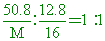 50.8/M : 12.8/16 = 1 : 1